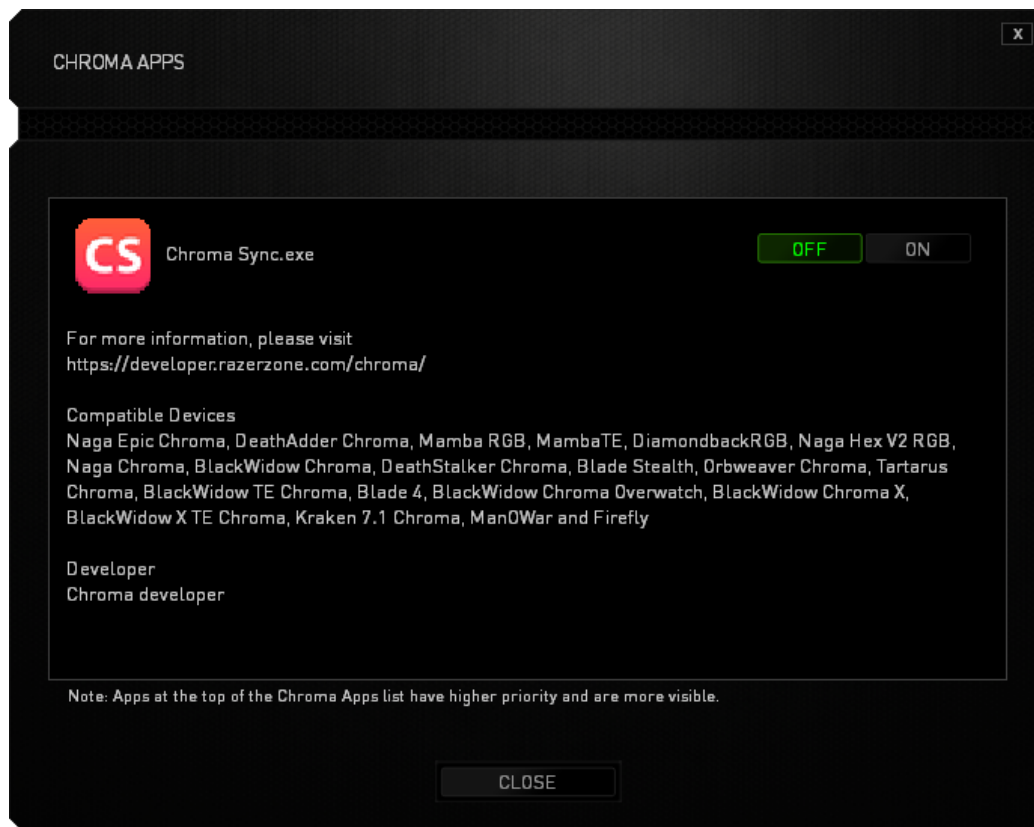 X
CHROMA APPS
CS
Chroma Sync.exe
OFF
ON
For more information, please visit
https://developer.razerzone.com/chroma/
Compatible Devices
Naga Epic Chroma, DeathAdder Chroma, Mamba RGB, MambaTE, DiamondbackRGB, Naga Hex V2 RGB,
Naga Chroma, BlackWidow Chroma, DeathStalker Chroma, Blade Stealth, Orbweaver Chroma, Tartarus
Chroma, BlackWidow TE Chroma, Blade 4, BlackWidow Chroma Overwatch, BlackWidow Chroma X,
BlackWidow X TE Chroma, Kraken 7.1 Chroma, ManOWar and Firefly
Developer
Chroma developer
Note: Apps at the top of the Chroma Apps list have higher priority and are more visible.
CLOSE